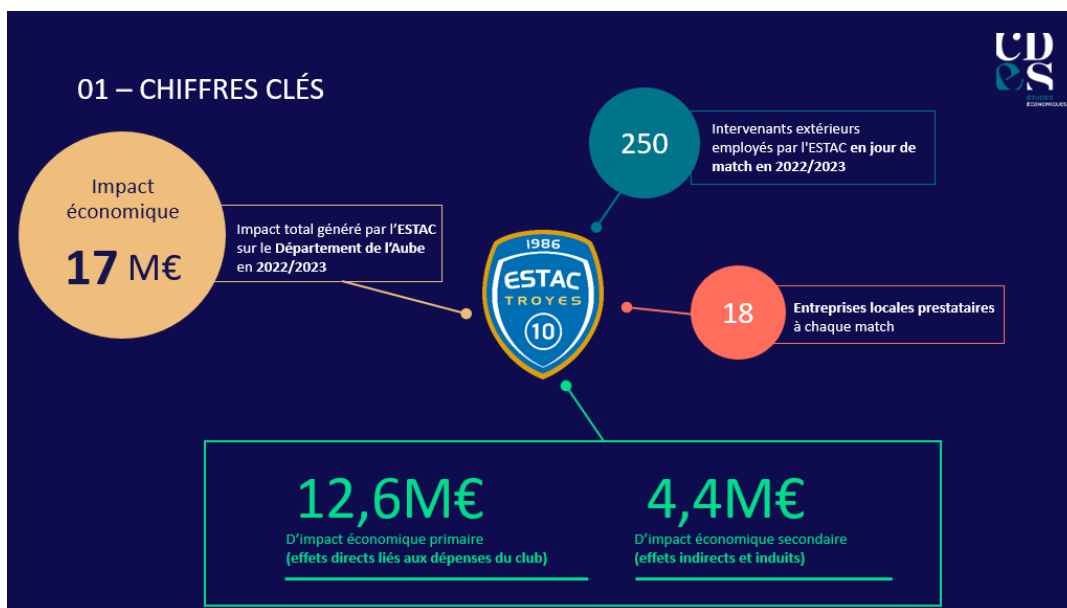 CDES
ÉTUDES
ÉCONOMIQUES
01 – CHIFFRES CLÉS
Impact
économique
17 M€
Impact total généré par l'ESTAC
sur le Département de l'Aube
en 2022/2023
250
Intervenants extérieurs
employés par l'ESTAC en jour de
match en 2022/2023
1986
ESTAC
TROYES
10
18
Entreprises locales prestataires
à chaque match
12,6M€
D'impact économique primaire
(effets directs liés aux dépenses du club)
4,4M€
D'impact économique secondaire
(effets indirects et induits)